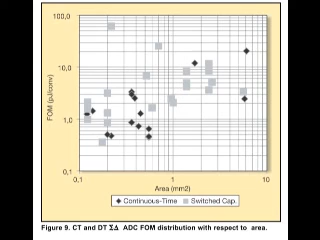 100,0
10,0
1,0
0,1
FOM (pJ/conv)
0,1
1
10
Area (mm2)
Continuous-Time
Switched Cap.
Figure 9. CT and DT ΣΔ ADC FOM distribution with respect to area.